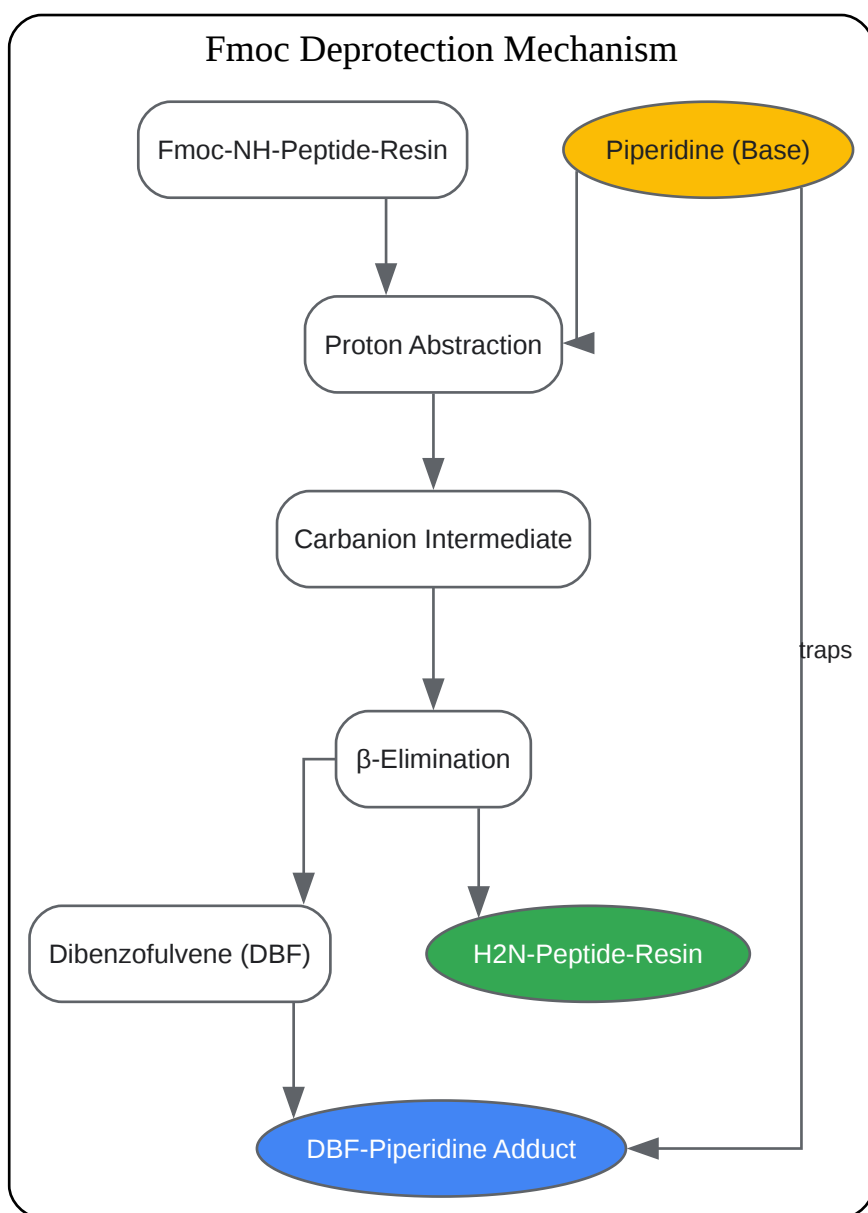 Fmoc Deprotection Mechanism
Fmoc-NH-Peptide-Resin
Piperidine (Base)
Proton Abstraction
Carbanion Intermediate
traps
β-Elimination
Dibenzofulvene (DBF)
H2N-Peptide-Resin
DBF-Piperidine Adduct